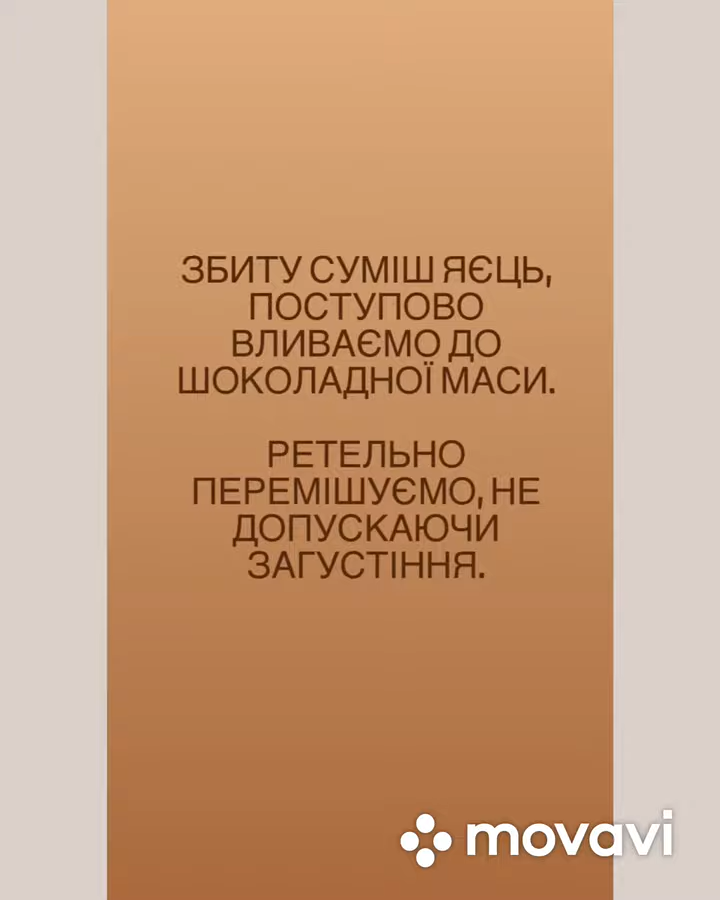 ЗБИТУ СУМІШ ЯЄЦЬ,
ПОСТУПОВО
ВЛИВАЄМО ДО
ШОКОЛАДНОЇ МАСИ.
РЕТЕЛЬНО
ПЕРЕМІШУЄМО, НЕ
ДОПУСКАЮЧИ
ЗАГУСТІННЯ.
movavi